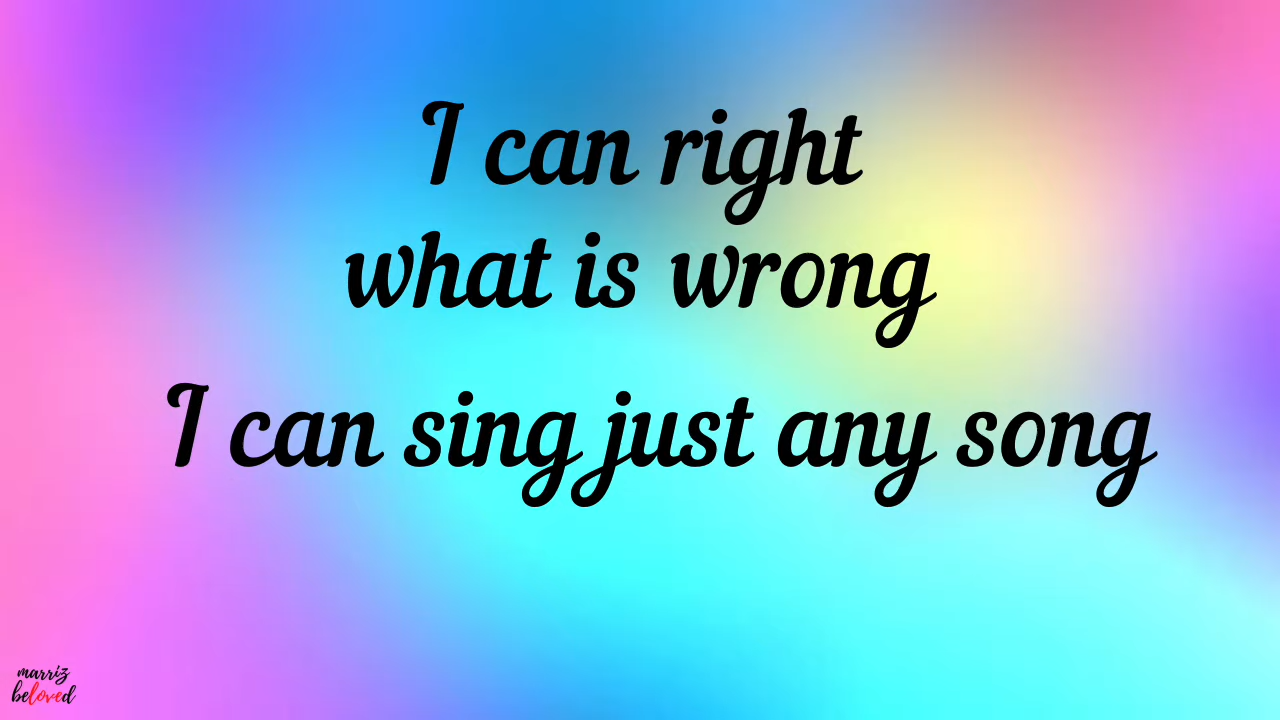 I can right
what is wrong
I can sing just any song
marriz
beloved